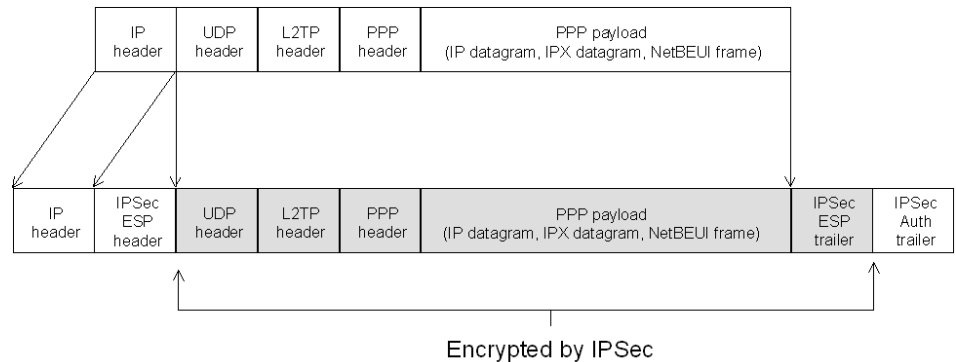 IP
header
UDP
header
L2TP
header
PPP
header
PPP payload
(IP datagram, IPX datagram, NetBEUI frame)
IP
header
IPSec
ESP
header
UDP
header
L2TP
header
PPP
header
PPP payload
(IP datagram, IPX datagram, NetBEUI frame)
IPSec
ESP
trailer
IPSec
Auth
trailer
Encrypted by IPSec